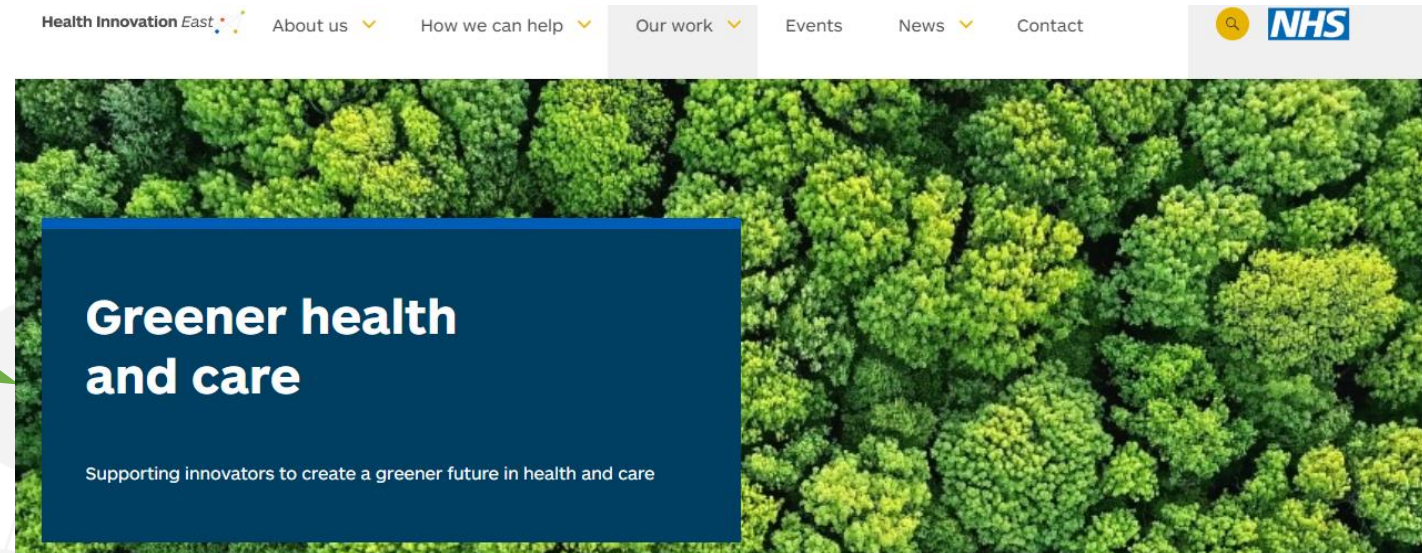 Health Innovation East About us How we can help Our work Events News Contact NHS
Greener health
and care
Supporting innovators to create a greener future in health and care